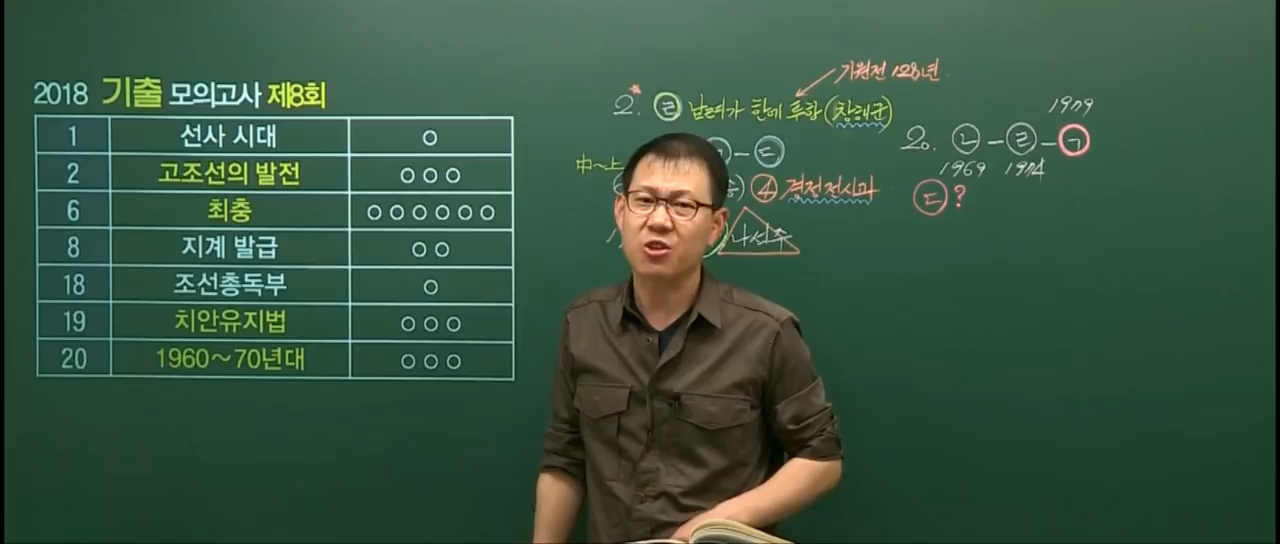 2018 기출 모의고사 제8회
1 선사 시대 ○
2 고조선의 발전 ○○○
6 최충 ○○○○○○
8 지계 발급 ○○
18 조선총독부 ○
19 치안유지법 ○○○
20 1960～70년대 ○○○
기원전 128년
2. ㄹ 남려가 한에 투항(창해군)
- ㄷ
中~上
④ 경정전시과
나선주
1979
20. ㄴ - ㄹ - ㄱ
1969 1974
ㄷ ?